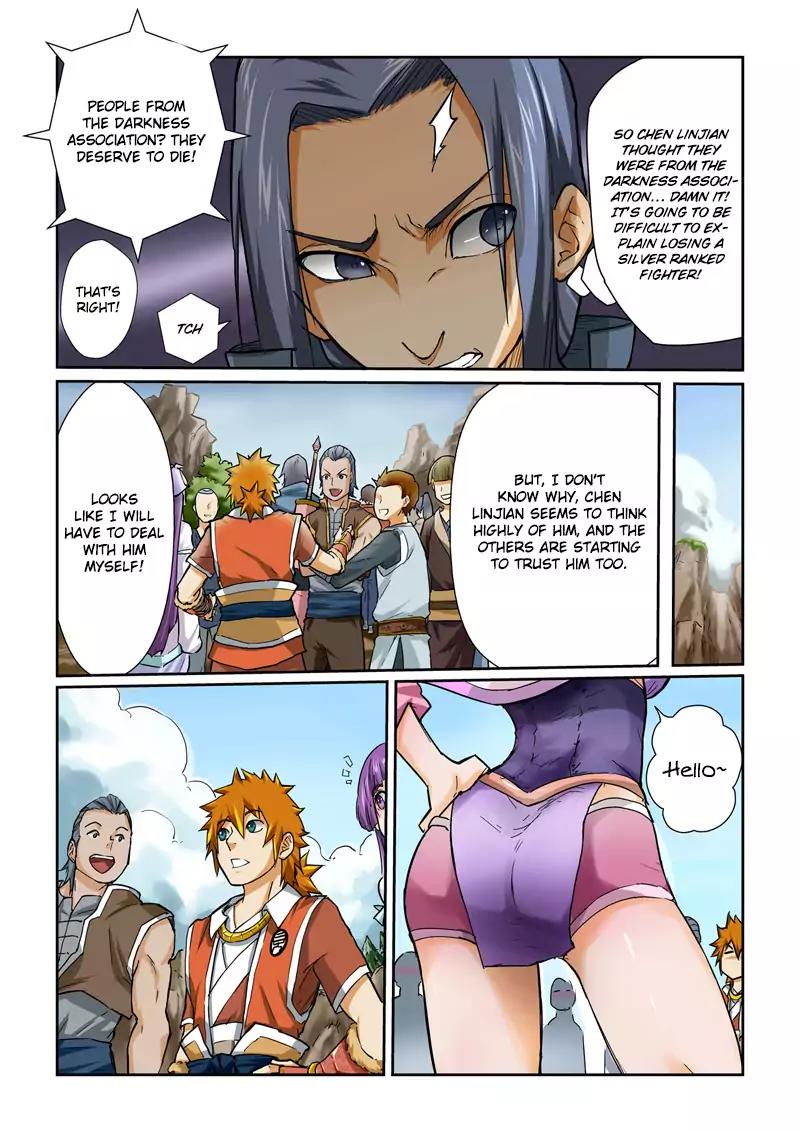 PEOPLE FROM
THE DARKNESS
ASSOCIATION? THEY
DESERVE TO DIE!
THAT'S
RIGHT!
TCH
SO CHEN LINJIAN
THOUGHT THEY
WERE FROM THE
DARKNESS ASSOCI-
ATION... DAMN IT!
IT'S GOING TO BE
DIFFICULT TO EX-
PLAIN LOSING A
SILVER RANKED
FIGHTER!
LOOKS
LIKE I WILL
HAVE TO DEAL
WITH HIM
MYSELF!
BUT, I DON'T
KNOW WHY, CHEN
LINJIAN SEEMS TO THINK
HIGHLY OF HIM, AND THE
OTHERS ARE STARTING
TO TRUST HIM TOO.
Hello~